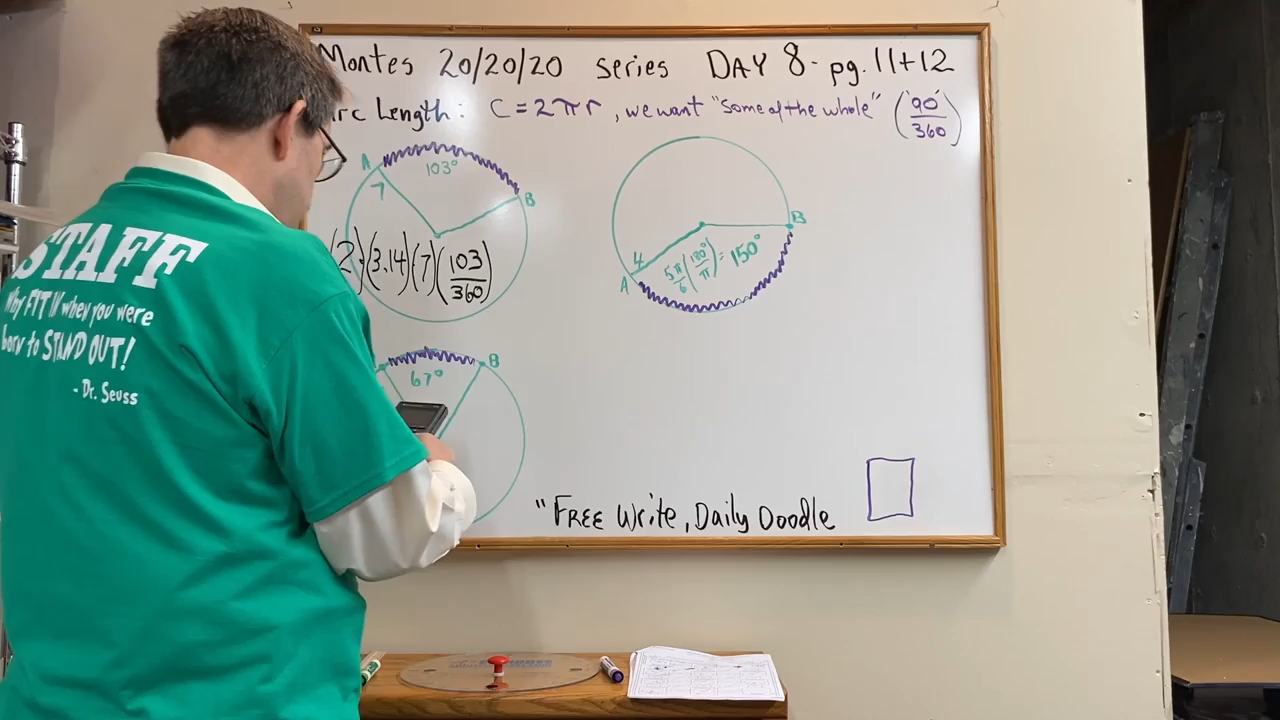 Montes 20/20/20 series DAY 8- pg. 11+12
rc Length: C=2πr, we want "Some of the whole" (90°/360)
A
103°
7
B
(2)(3.14)(7)(103/360)
B
4
5π/6(180°/π)=150°
A
B
67°
"FREE Write, Daily Doodle
STAFF
Why FIT IN when you were
born to STAND OUT!
- Dr. Seuss